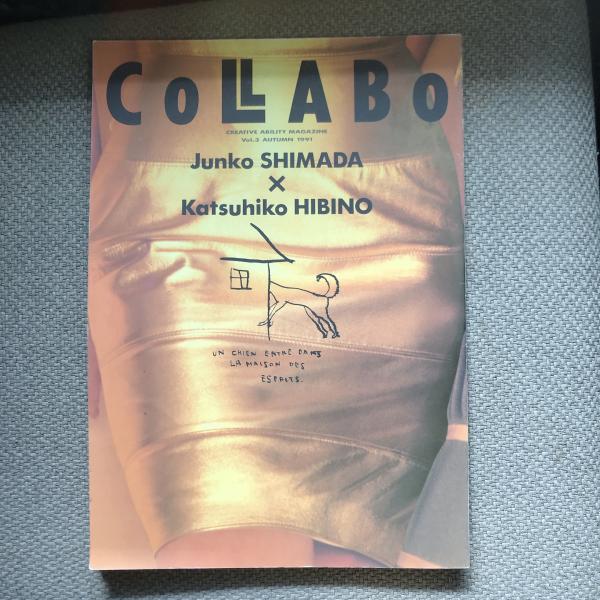 CoLLABo
CREATIVE ABILITY MAGAZINE
Vol.3 AUTUMN 1991
Junko SHIMADA
×
Katsuhiko HIBINO
UN CHIEN ENTRE DANS
LA MAISON DES
ESPRITS.